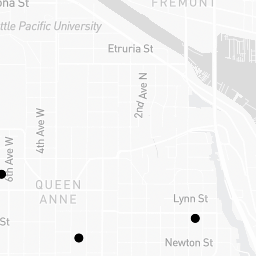 FREMONT
ona St
ttle Pacific University
Etruria St
2nd Ave N
4th Ave W
6th Ave W
QUEEN
ANNE
Lynn St
St
Newton St